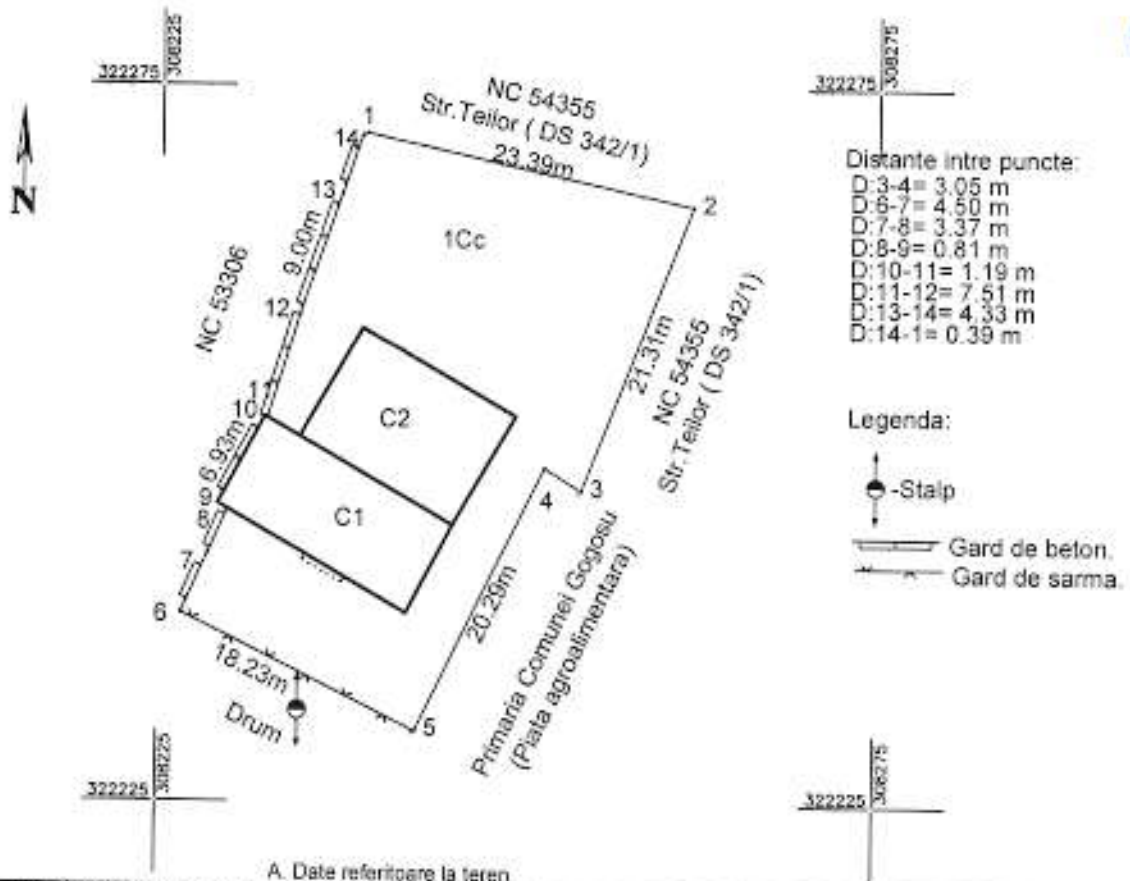 322275
308225
322275
308275
N
NC 54355
Str.Teilor ( DS 342/1)
23.39m
1
14
13
2
1Cc
9.00m
NC 53306
12
11
10
C2
21.31m
NC 54355
Str.Teilor ( DS 342/1)
6.93m
9
8
C1
4
3
7
6
20.29m
Primaria Comunei Gogosu
(Piata agroalimentara)
18.23m
Drum
5
Distante intre puncte:
D:3-4= 3.05 m
D:6-7= 4.50 m
D:7-8= 3.37 m
D:8-9= 0.81 m
D:10-11= 1.19 m
D:11-12= 7.51 m
D:13-14= 4.33 m
D:14-1= 0.39 m
Legenda:
-Stalp
Gard de beton.
Gard de sarma.
322225
308225
322225
308275
A. Date referitoare la teren